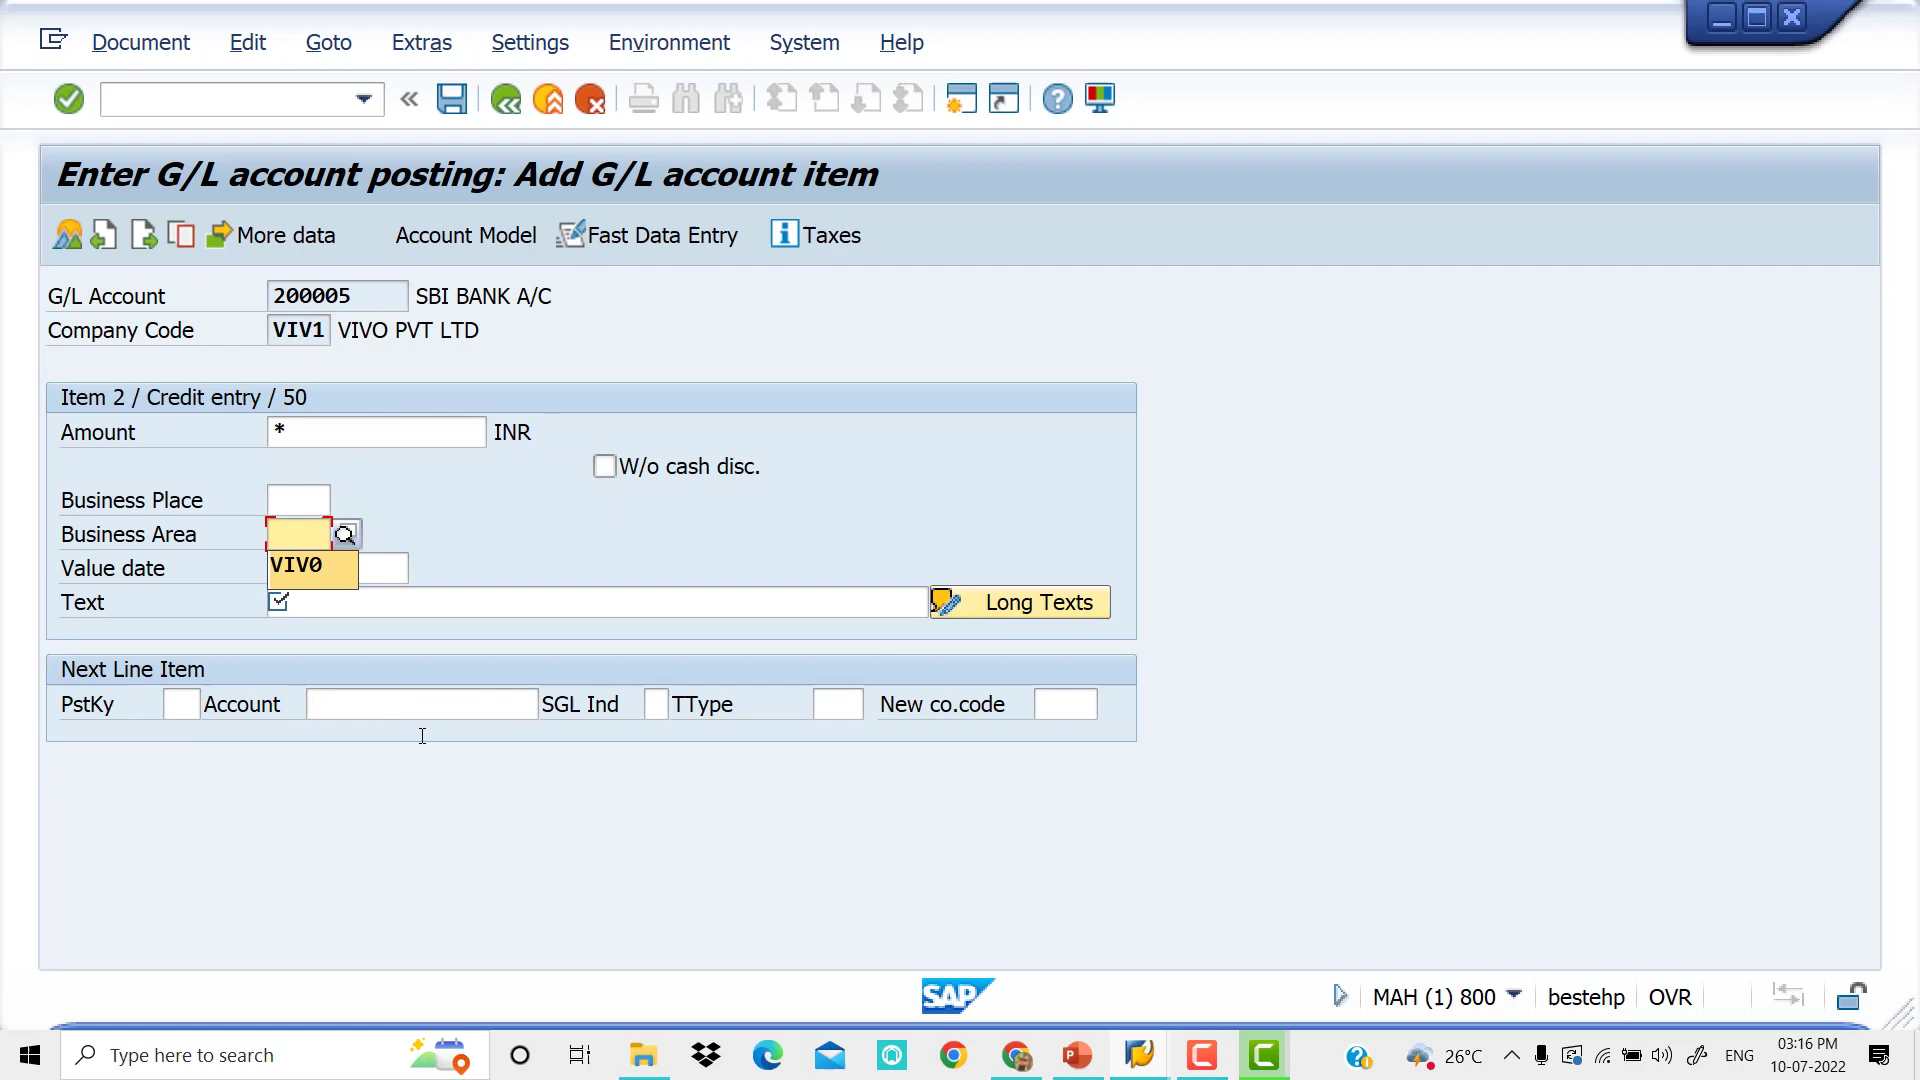 Document Edit Goto Extras Settings Environment System Help
Enter G/L account posting: Add G/L account item
More data Account Model Fast Data Entry Taxes
G/L Account 200005 SBI BANK A/C
Company Code VIV1 VIVO PVT LTD
Item 2 / Credit entry / 50
Amount * INR
W/o cash disc.
Business Place
Business Area
VIV0
Value date
Text Long Texts
Next Line Item
PstKy Account SGL Ind TType New co.code
SAP MAH (1) 800 bestehp OVR
Type here to search 26°C ENG 03:16 PM
10-07-2022